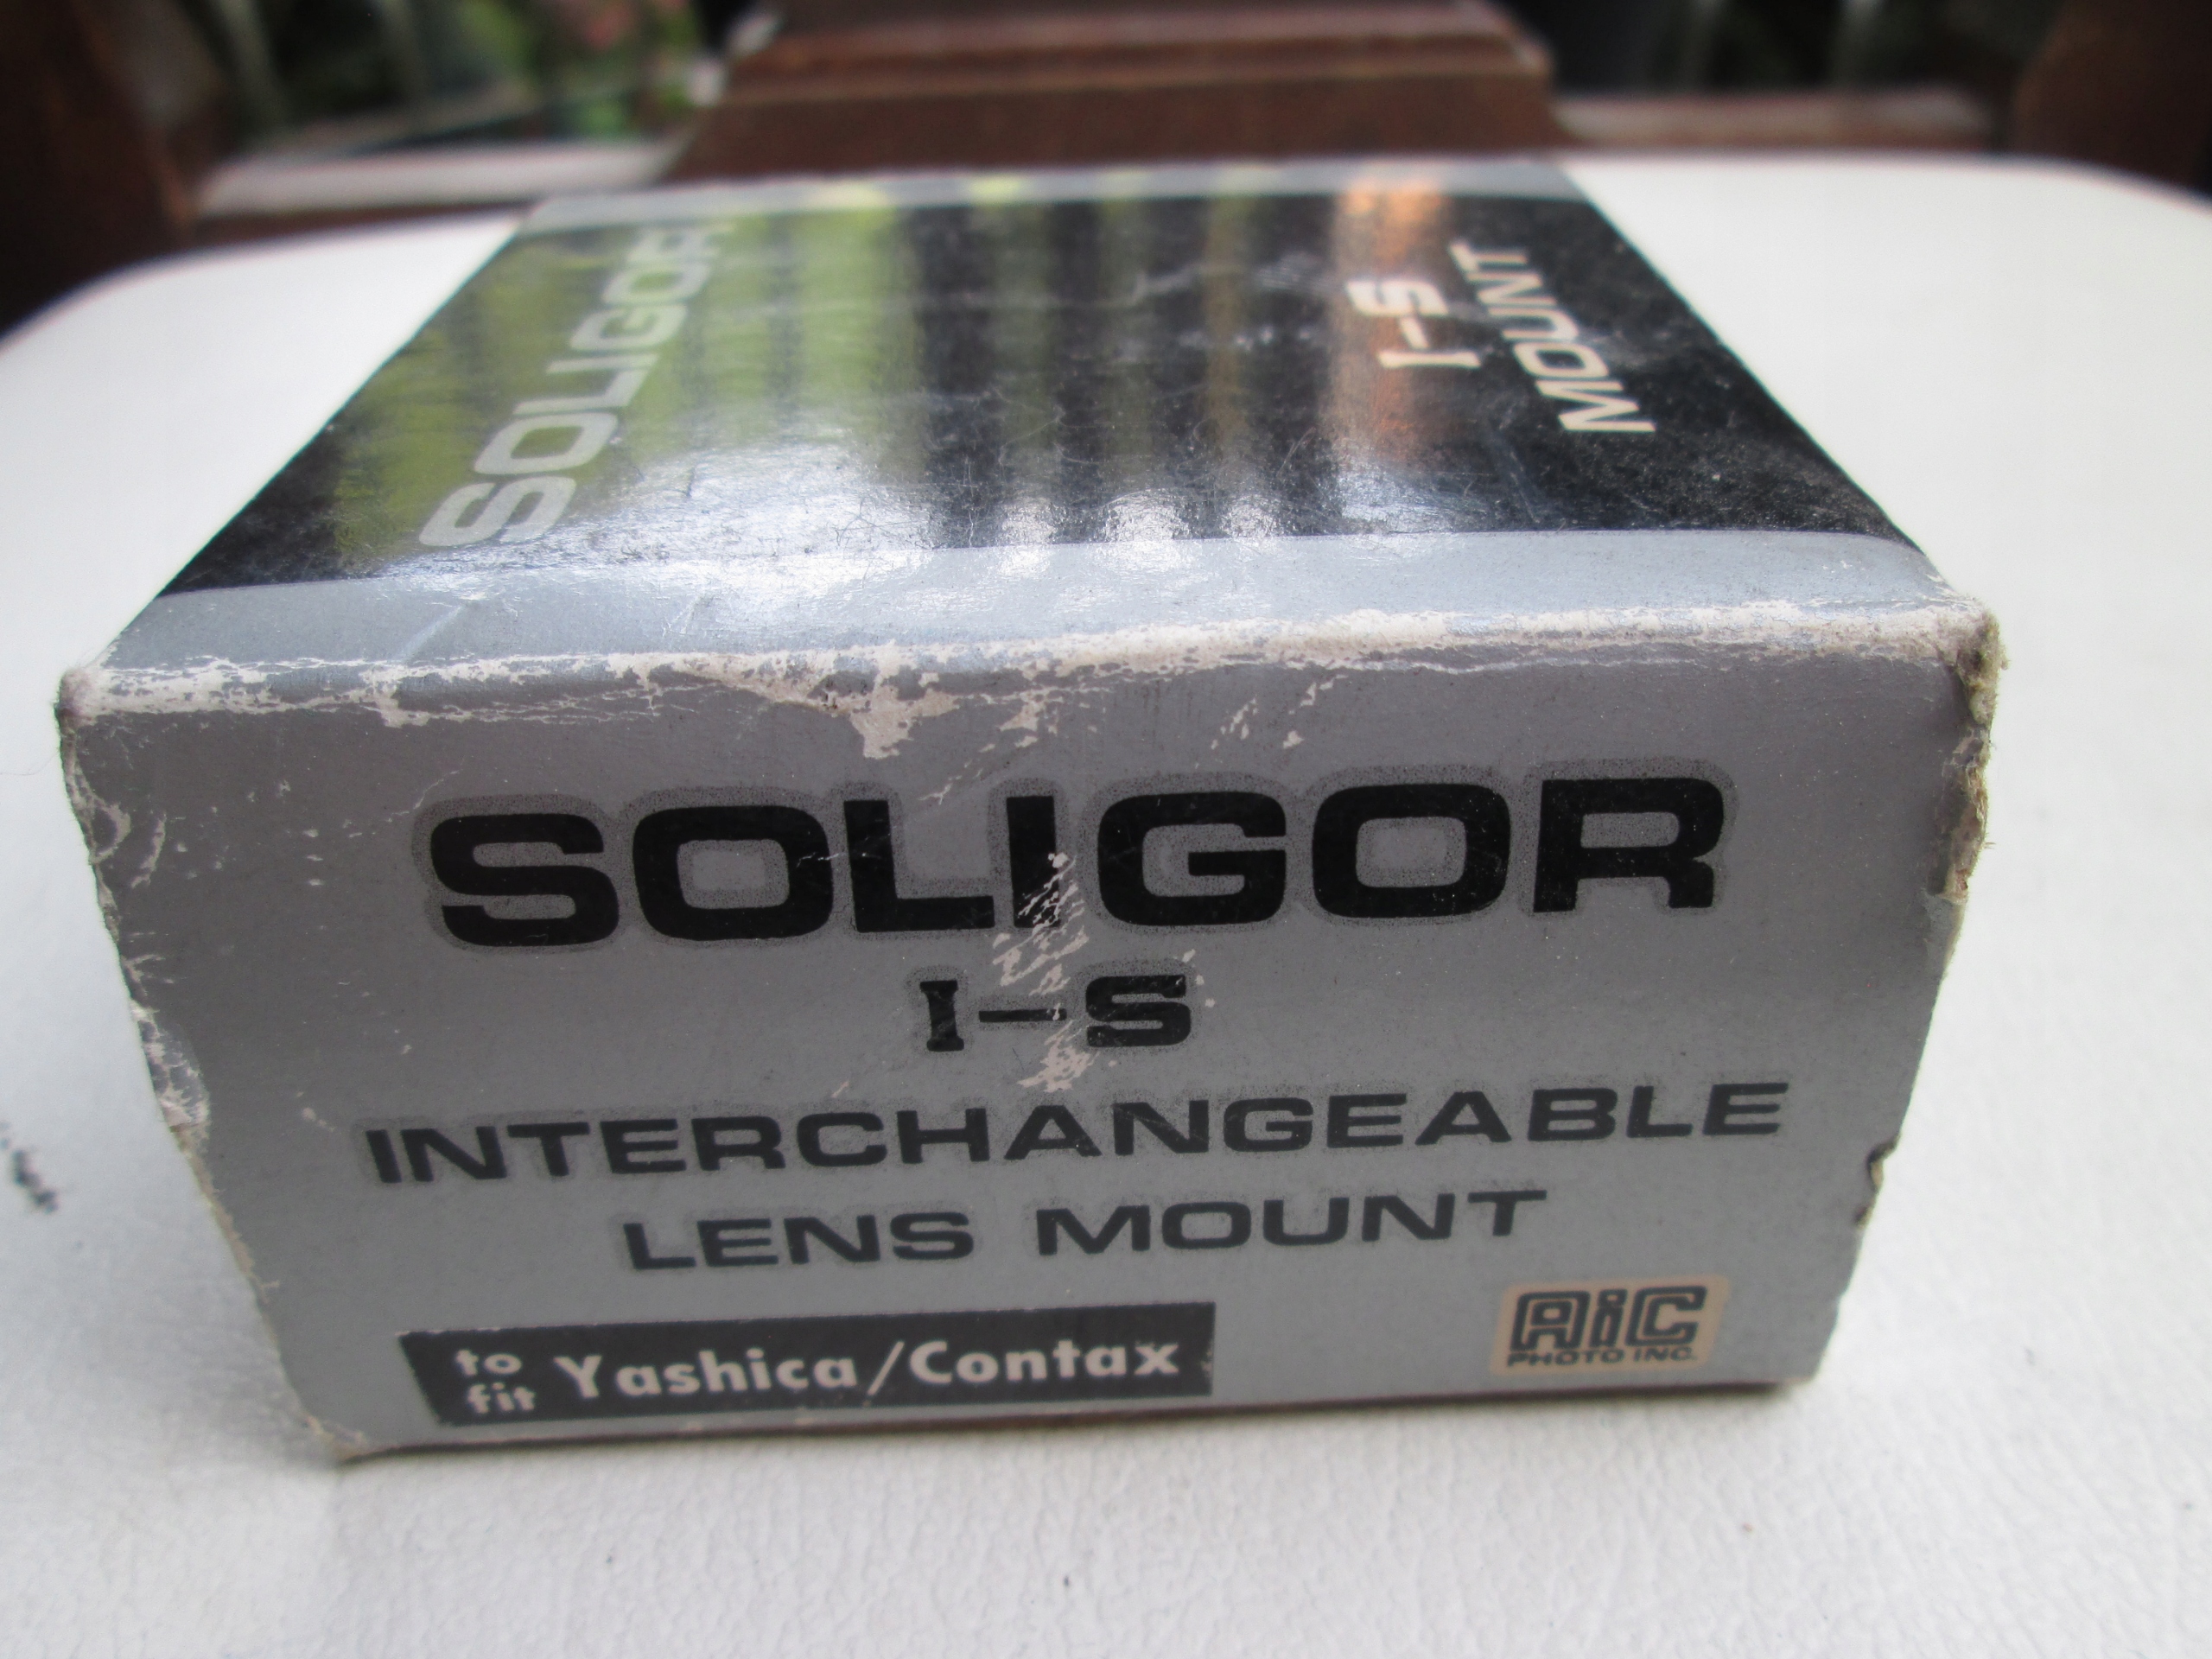 SOLIGOR
I-S
MOUNT
SOLIGOR
I-S
INTERCHANGEABLE
LENS MOUNT
to fit Yashica/Contax
AiC
PHOTO INC.